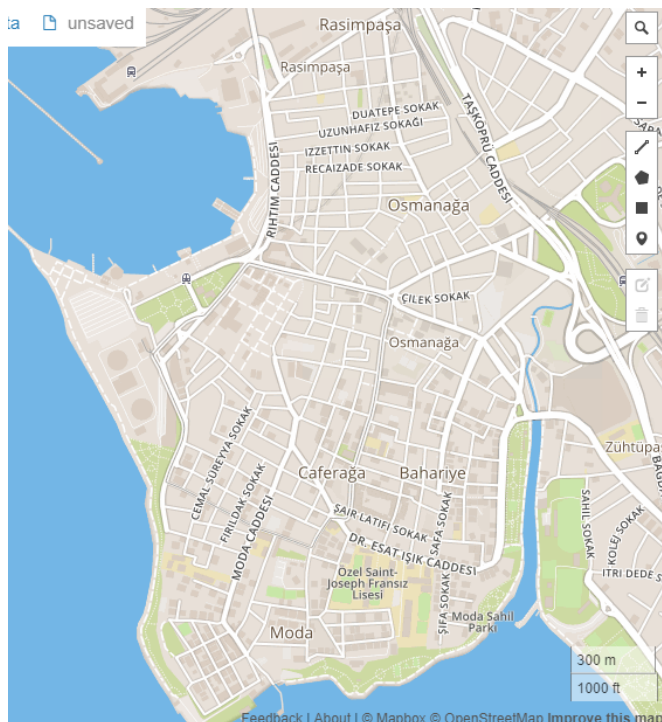 ta unsaved
Rasimpaşa
Rasimpaşa
DUATEPE SOKAK
UZUNHAFIZ SOKAĞI
IZZETTIN SOKAK
RECAIZADE SOKAK
TAŞKOPRÜ CADDESI
RIHTIM CADDESI
Osmanağa
ÇILEK SOKAK
Osmanağa
CEMAL SÜREYYA SOKAK
FIRILDAK SOKAK
MODA CADDESI
Caferağa
Bahariye
Zühtüpaş
SAIR LATIFI SOKAK
SAFA SOKAK
DR. ESAT IŞIK CADDESI
SAHIL SOKAK
KOLEJ SOKAK
ITRI DEDE S
Özel Saint-
Joseph Fransız
Lisesi
ŞIFA SOKAK
Moda Sahil
Parkı
Moda
300 m
1000 ft
Feedback | About | © Mapbox © OpenStreetMap Improve this map